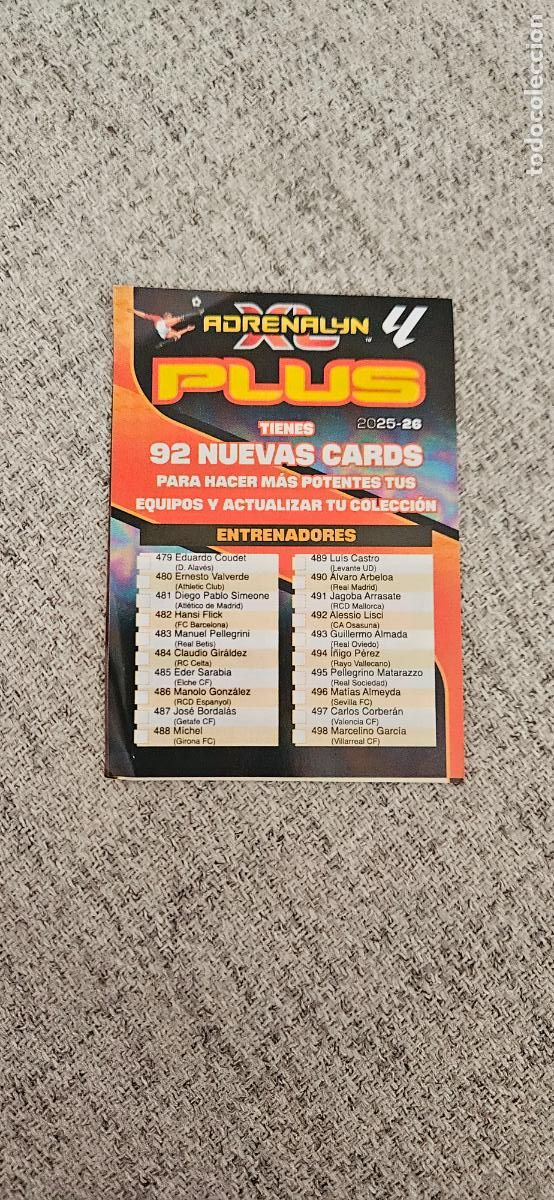 todocoleccion
ADRENALYN
XL
PLUS
2025-26
TIENES
92 NUEVAS CARDS
PARA HACER MÁS POTENTES TUS
EQUIPOS Y ACTUALIZAR TU COLECCIÓN
ENTRENADORES
479 Eduardo Coudet
(D. Alavés)
480 Ernesto Valverde
(Athletic Club)
481 Diego Pablo Simeone
(Atlético de Madrid)
482 Hansi Flick
(FC Barcelona)
483 Manuel Pellegrini
(Real Betis)
484 Claudio Giráldez
(RC Celta)
485 Eder Sarabia
(Elche CF)
486 Manolo González
(RCD Espanyol)
487 José Bordalás
(Getafe CF)
488 Michel
(Girona FC)
489 Luis Castro
(Levante UD)
490 Álvaro Arbeloa
(Real Madrid)
491 Jagoba Arrasate
(RCD Mallorca)
492 Alessio Lisci
(CA Osasuna)
493 Guillermo Almada
(Real Oviedo)
494 Íñigo Pérez
(Rayo Vallecano)
495 Pellegrino Matarazzo
(Real Sociedad)
496 Matías Almeyda
(Sevilla FC)
497 Carlos Corberán
(Valencia CF)
498 Marcelino García
(Villarreal CF)